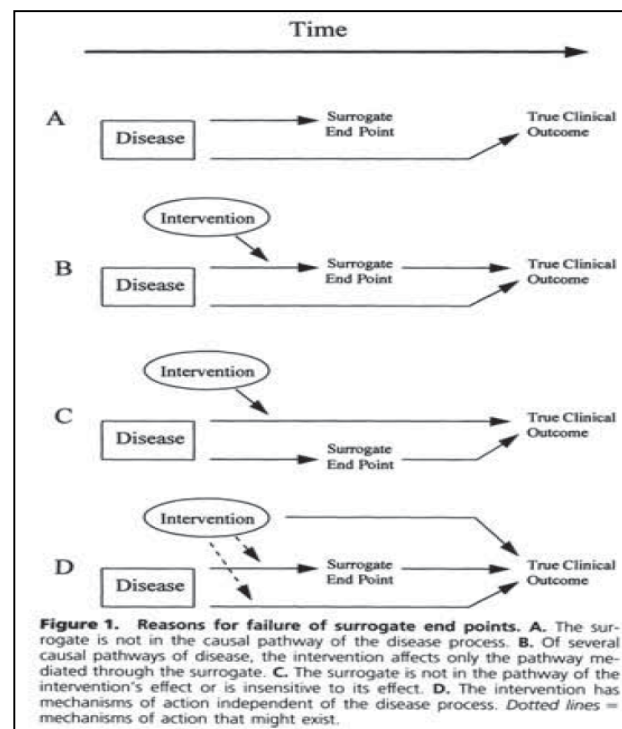 Time
A
Disease
Surrogate
End Point
True Clinical
Outcome
Intervention
B
Disease
Surrogate
End Point
True Clinical
Outcome
Intervention
C
Disease
Surrogate
End Point
True Clinical
Outcome
Intervention
D
Disease
Surrogate
End Point
True Clinical
Outcome
Figure 1. Reasons for failure of surrogate end points. A. The sur-
rogate is not in the causal pathway of the disease process. B. Of several
causal pathways of disease, the intervention affects only the pathway me-
diated through the surrogate. C. The surrogate is not in the pathway of the
intervention's effect or is insensitive to its effect. D. The intervention has
mechanisms of action independent of the disease process. Dotted lines =
mechanisms of action that might exist.